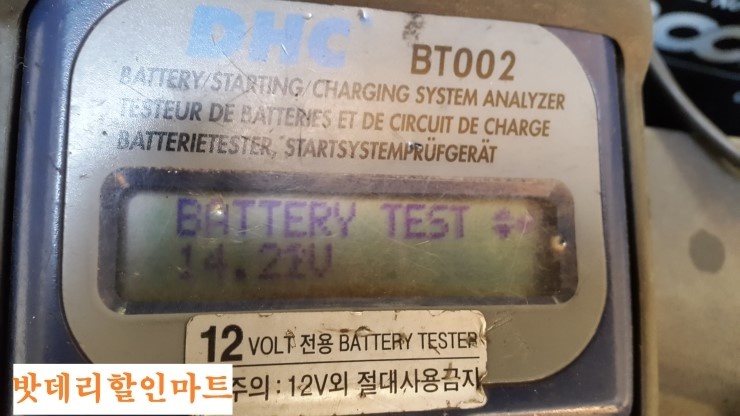 DHC BT002
BATTERY/STARTING/CHARGING SYSTEM ANALYZER
TESTEUR DE BATTERIES ET DE CIRCUIT DE CHARGE
BATTERIETESTER, STARTSYSTEMPRÜFGERÄT
BATTERY TEST
14.21V
12 VOLT 전용 BATTERY TESTER
주의 : 12V외 절대사용금지
밧데리할인마트